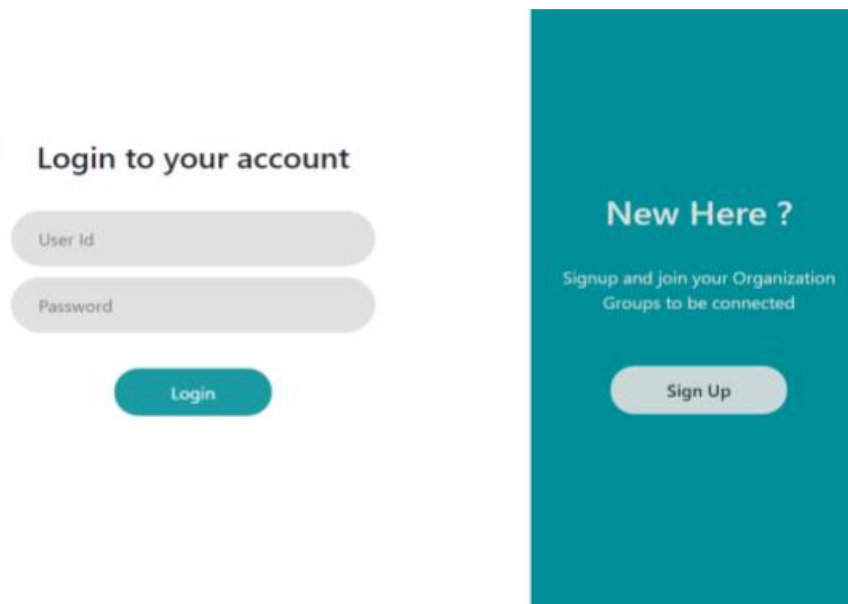 Login to your account
User Id
Password
Login
New Here ?
Signup and join your Organization
Groups to be connected
Sign Up